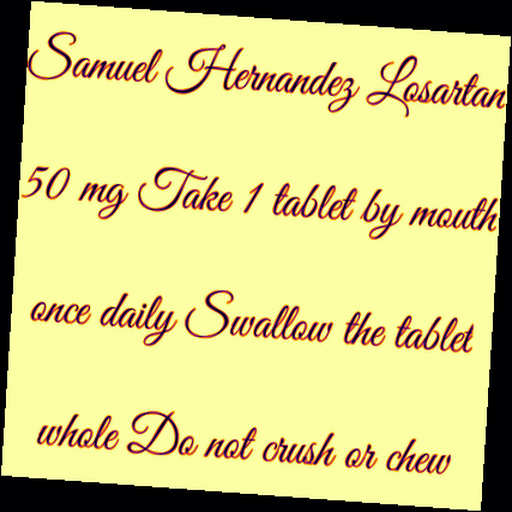 Samuel Hernandez Losartan
50 mg Take 1 tablet by mouth
once daily Swallow the tablet
whole Do not crush or chew